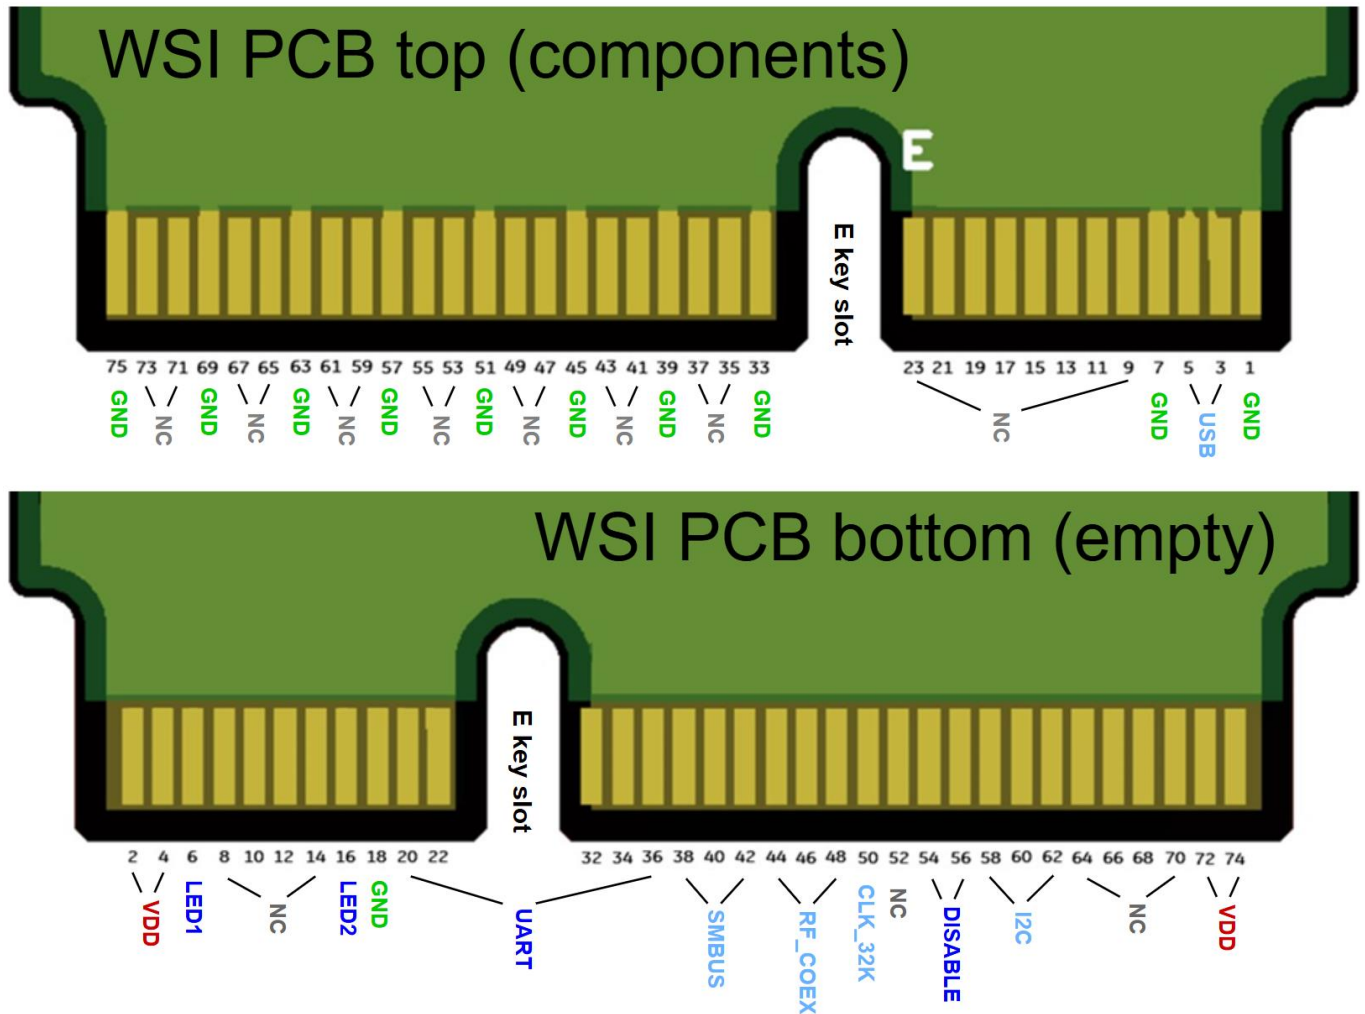 WSI PCB top (components)
E
E key slot
75 73 71 69 67 65 63 61 59 57 55 53 51 49 47 45 43 41 39 37 35 33 23 21 19 17 15 13 11 9 7 5 3 1
GND NC GND NC GND NC GND NC GND NC GND NC GND NC GND NC GND USB GND
WSI PCB bottom (empty)
E key slot
2 4 6 8 10 12 14 16 18 20 22 32 34 36 38 40 42 44 46 48 50 52 54 56 58 60 62 64 66 68 70 72 74
VDD LED1 NC LED2 GND UART SMBUS RF_COEX CLK_32K NC DISABLE I2C NC VDD